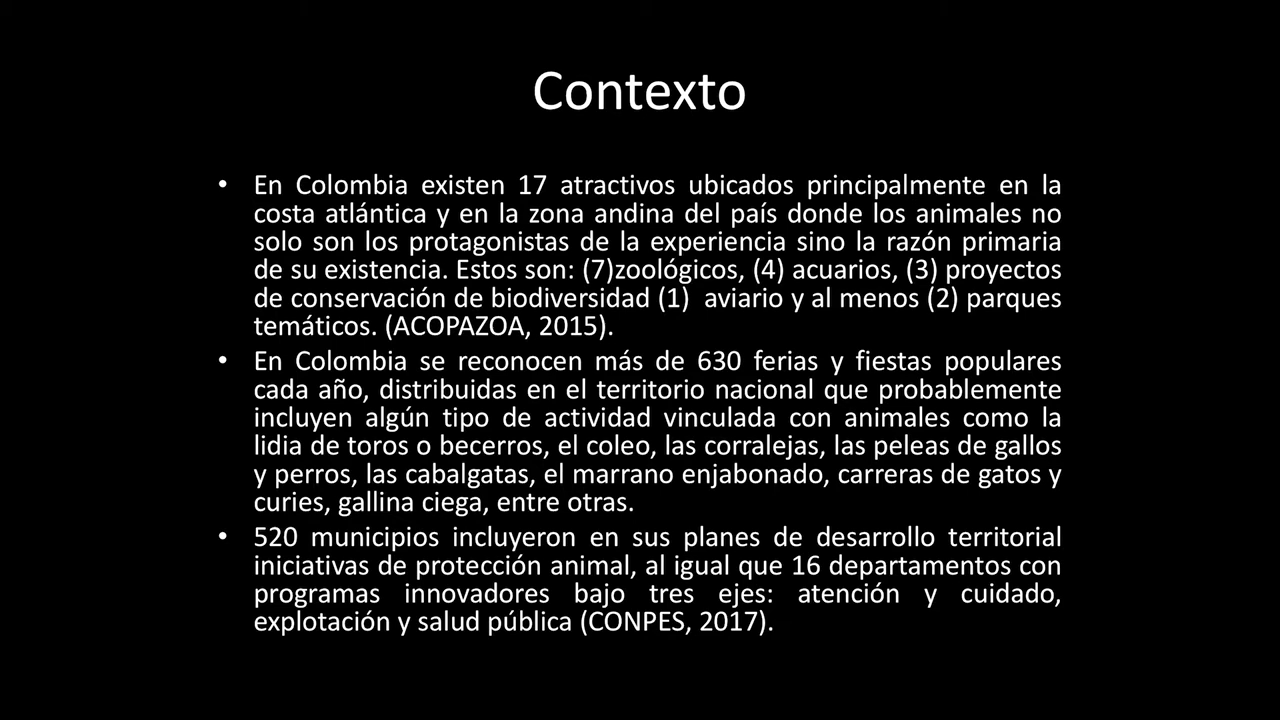 Contexto
• En Colombia existen 17 atractivos ubicados principalmente en la
costa atlántica y en la zona andina del país donde los animales no
solo son los protagonistas de la experiencia sino la razón primaria
de su existencia. Estos son: (7)zoológicos, (4) acuarios, (3) proyectos
de conservación de biodiversidad (1)  aviario y al menos (2) parques
temáticos. (ACOPAZOA, 2015).
• En Colombia se reconocen más de 630 ferias y fiestas populares
cada año, distribuidas en el territorio nacional que probablemente
incluyen algún tipo de actividad vinculada con animales como la
lidia de toros o becerros, el coleo, las corralejas, las peleas de gallos
y perros, las cabalgatas, el marrano enjabonado, carreras de gatos y
curies, gallina ciega, entre otras.
• 520 municipios incluyeron en sus planes de desarrollo territorial
iniciativas de protección animal, al igual que 16 departamentos con
programas innovadores bajo tres ejes: atención y cuidado,
explotación y salud pública (CONPES, 2017).